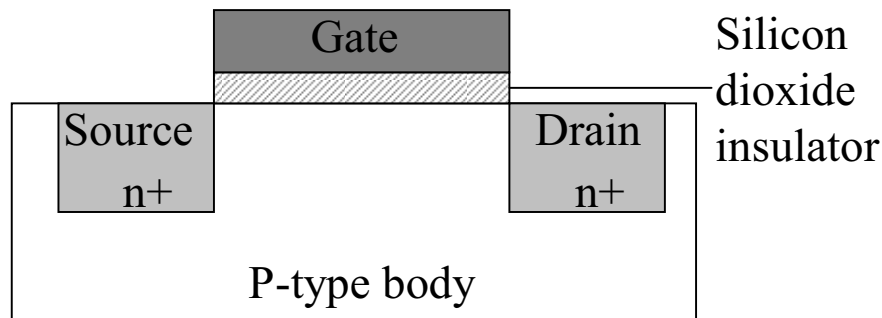 Gate
Silicon
dioxide
insulator
Source
n+
Drain
n+
P-type body